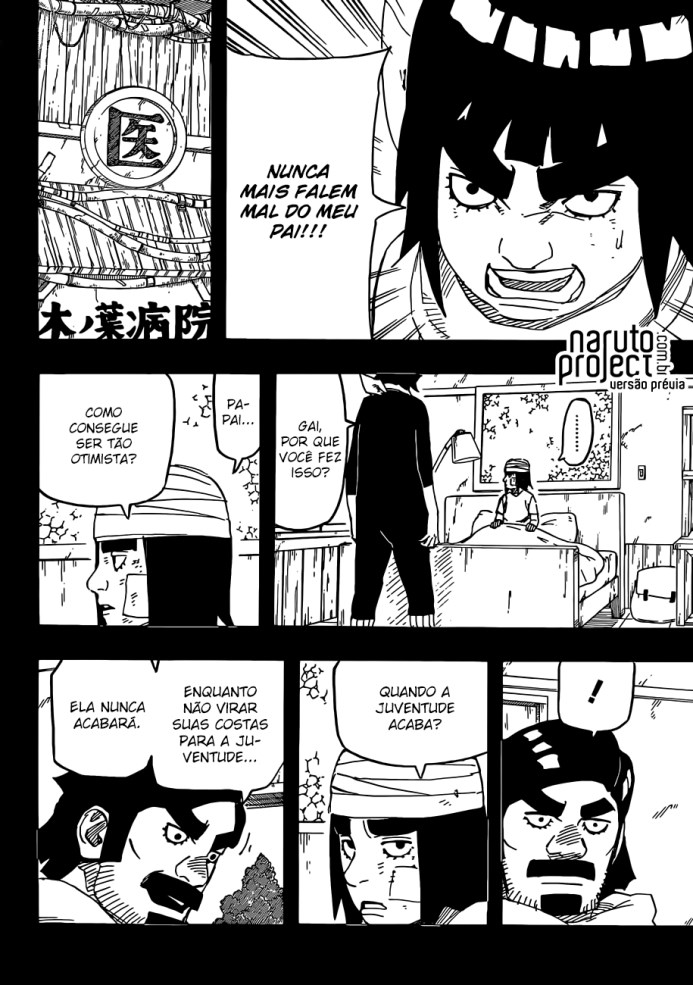 NUNCA
MAIS FALEM
MAL DO MEU
PAI!!!
医
木ノ葉病院
naruto
project
.com.br
versão prévia
..........
GAI,
POR QUE
VOCÊ FEZ
ISSO?
PA-
PAI...
COMO
CONSEGUE
SER TÃO
OTIMISTA?
!
QUANDO A
JUVENTUDE
ACABA?
ENQUANTO
NÃO VIRAR
SUAS COSTAS
PARA A JU-
VENTUDE...
ELA NUNCA
ACABARÁ.